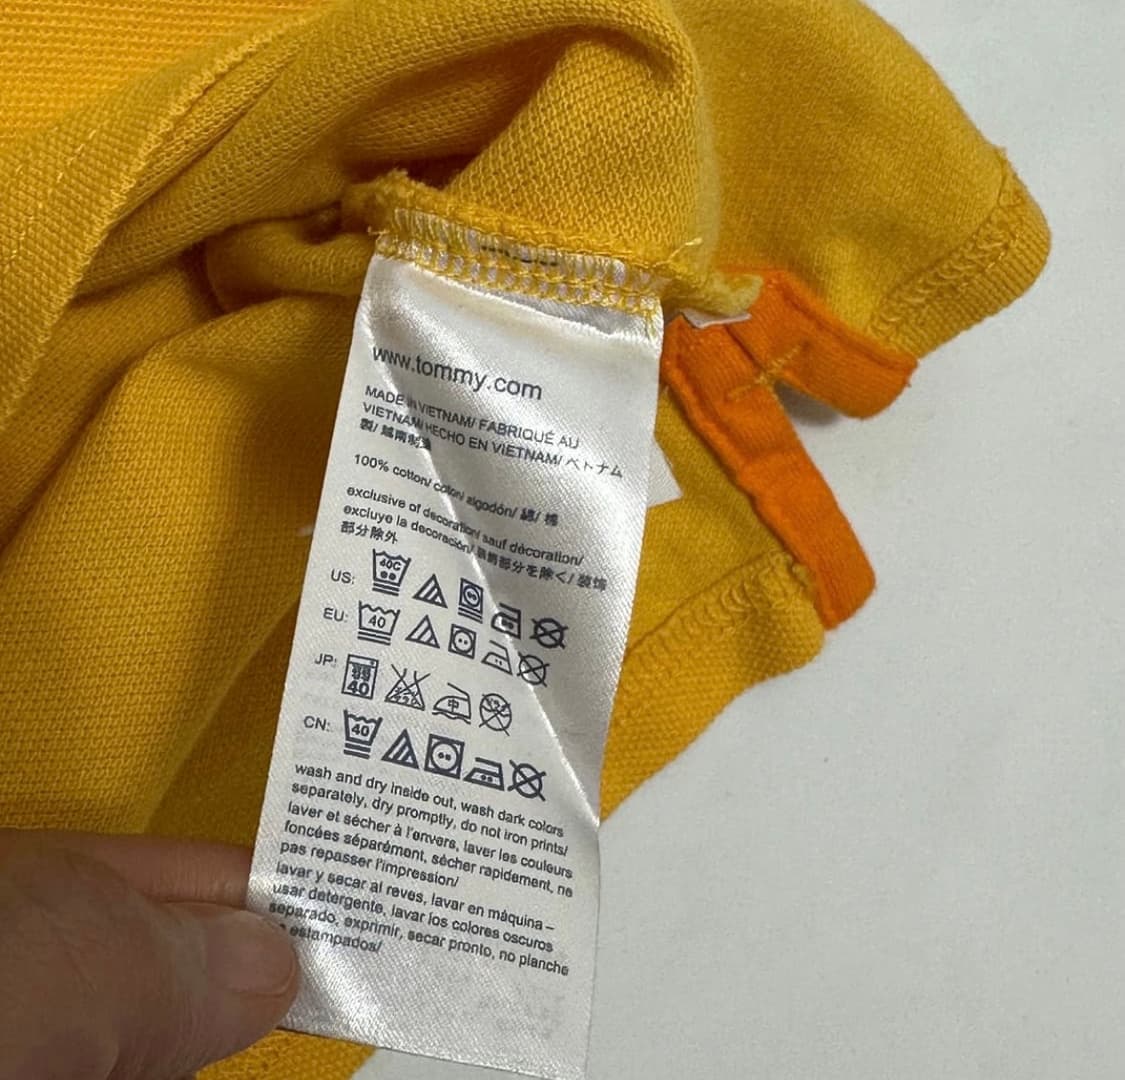 www.tommy.com
MADE IN VIETNAM/ FABRIQUÉ AU
VIETNAM/ HECHO EN VIETNAM/ ベトナム
製/ 越南制造
100% cotton/ coton/ algodón/ 綿/ 棉
exclusive of decoration/ sauf décoration/
excluye la decoración/ 装飾部分を除く/ 装饰
部分除外
US: 40C
EU: 40
JP: 40 中
CN: 40
wash and dry inside out, wash dark colors
separately, dry promptly, do not iron prints/
laver et sécher à l'envers, laver les couleurs
foncées séparément, sécher rapidement, ne
pas repasser l'impression/
lavar y secar al reves, lavar en máquina –
usar detergente, lavar los colores oscuros
separado, exprimir, secar pronto, no planche
estampados/